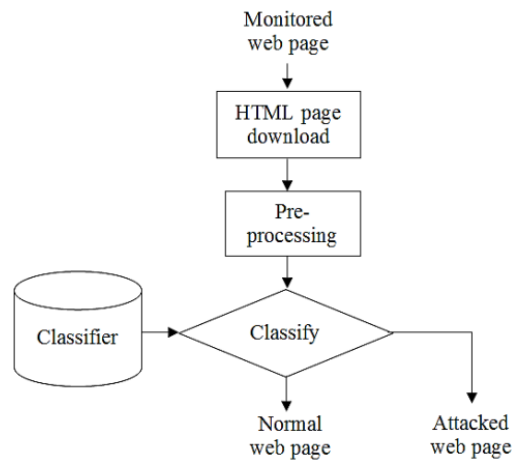 Monitored
web page
HTML page
download
Pre-
processing
Classifier
Classify
Normal
web page
Attacked
web page